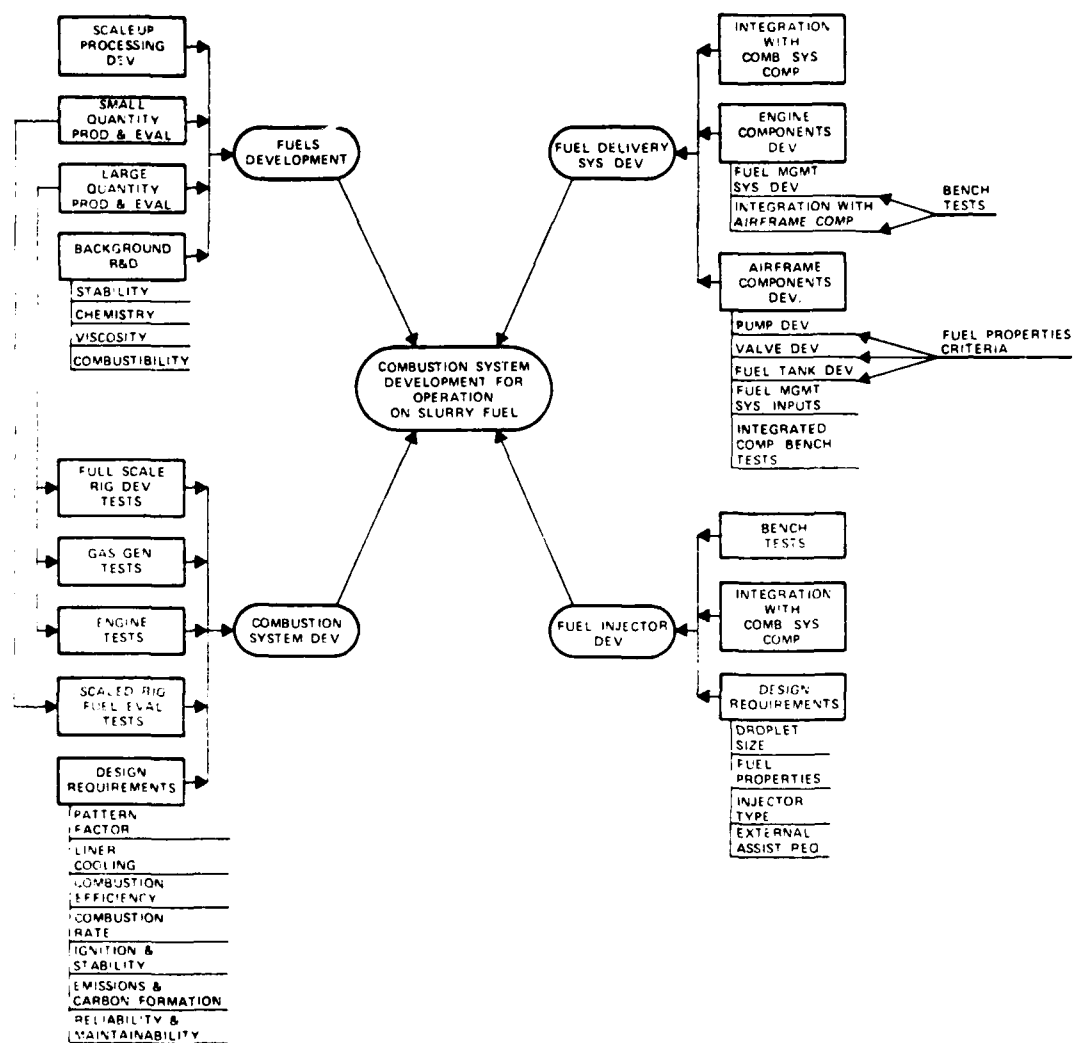 SCALEUP
PROCESSING
DEV
SMALL
QUANTITY
PROD & EVAL
LARGE
QUANTITY
PROD & EVAL
BACKGROUND
R&D
STABILITY
CHEMISTRY
VISCOSITY
COMBUSTIBILITY
FUELS
DEVELOPMENT
FUEL DELIVERY
SYS DEV
INTEGRATION
WITH
COMB SYS
COMP
ENGINE
COMPONENTS
DEV
FUEL MGMT
SYS DEV
INTEGRATION WITH
AIRFRAME COMP
BENCH
TESTS
AIRFRAME
COMPONENTS
DEV.
PUMP DEV
VALVE DEV
FUEL TANK DEV
FUEL MGMT
SYS INPUTS
INTEGRATED
COMP BENCH
TESTS
FUEL PROPERTIES
CRITERIA
COMBUSTION SYSTEM
DEVELOPMENT FOR
OPERATION
ON SLURRY FUEL
FULL SCALE
RIG DEV
TESTS
GAS GEN
TESTS
ENGINE
TESTS
SCALED RIG
FUEL EVAL
TESTS
DESIGN
REQUIREMENTS
PATTERN
FACTOR
LINER
COOLING
COMBUSTION
EFFICIENCY
COMBUSTION
RATE
IGNITION &
STABILITY
EMISSIONS &
CARBON FORMATION
RELIABILITY &
MAINTAINABILITY
COMBUSTION
SYSTEM DEV
FUEL INJECTOR
DEV
BENCH
TESTS
INTEGRATION
WITH
COMB SYS
COMP
DESIGN
REQUIREMENTS
DROPLET
SIZE
FUEL
PROPERTIES
INJECTOR
TYPE
EXTERNAL
ASSIST REQ